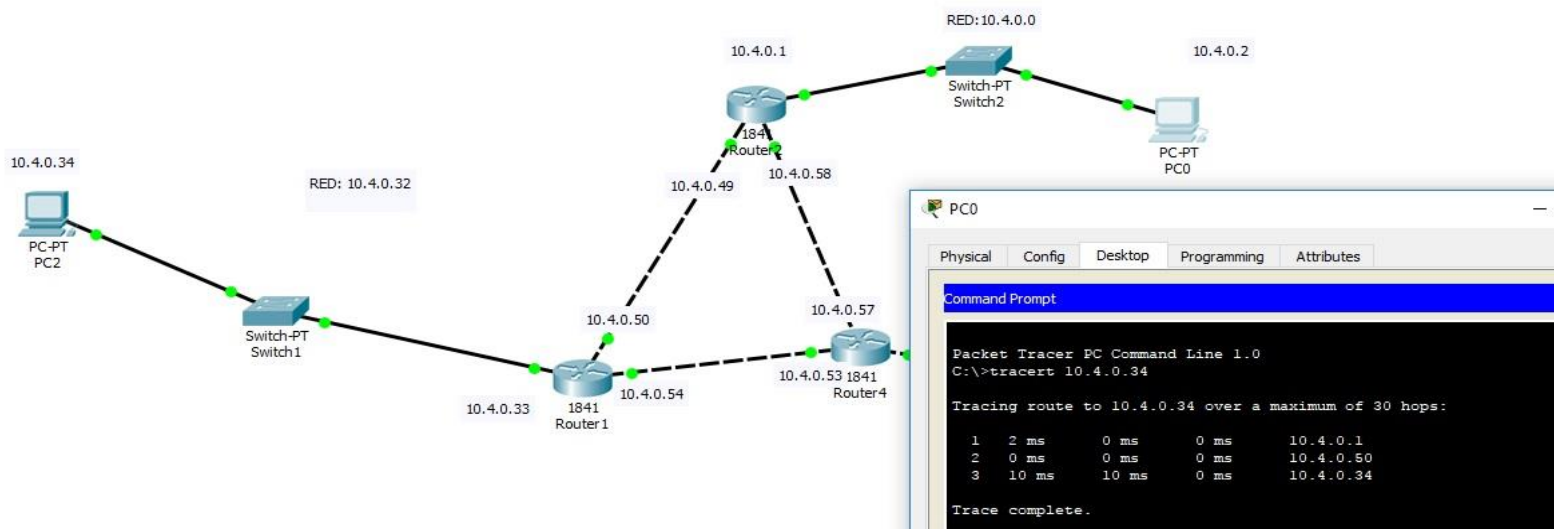 RED:10.4.0.0
10.4.0.1
10.4.0.2
Switch-PT
Switch2
1841
Router2
PC-PT
PC0
10.4.0.34
RED: 10.4.0.32
10.4.0.49
10.4.0.58
PC-PT
PC2
10.4.0.50
10.4.0.57
Switch-PT
Switch1
10.4.0.33
1841
Router1
10.4.0.54
10.4.0.53
1841
Router4
PC0
Physical Config Desktop Programming Attributes
Command Prompt
Packet Tracer PC Command Line 1.0
C:\>tracert 10.4.0.34
Tracing route to 10.4.0.34 over a maximum of 30 hops:
1 2 ms 0 ms 0 ms 10.4.0.1
2 0 ms 0 ms 0 ms 10.4.0.50
3 10 ms 10 ms 0 ms 10.4.0.34
Trace complete.